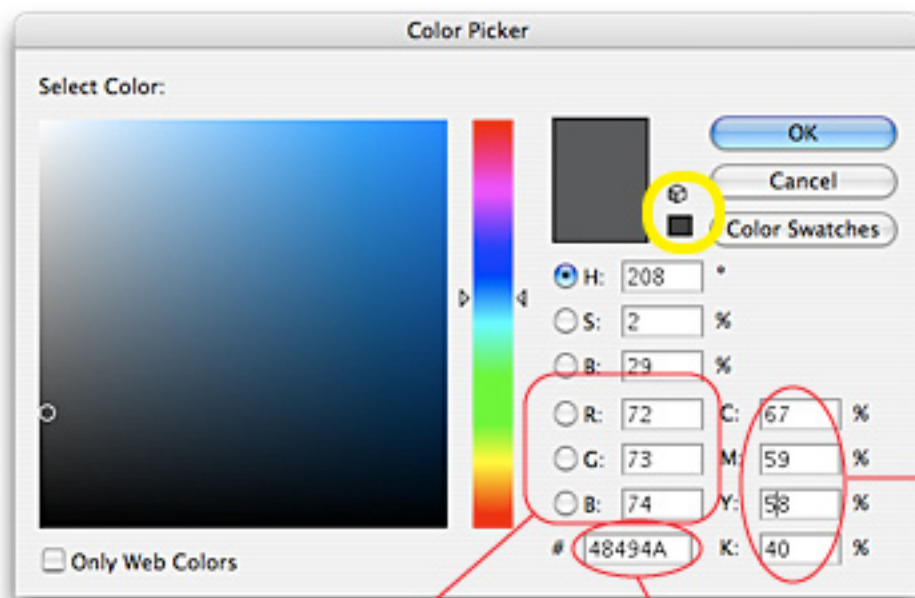 Color Picker
Select Color:
OK
Cancel
Color Swatches
H: 208 °
S: 2 %
B: 29 %
R: 72 C: 67 %
G: 73 M: 59 %
B: 74 Y: 58 %
# 48494A K: 40 %
Only Web Colors